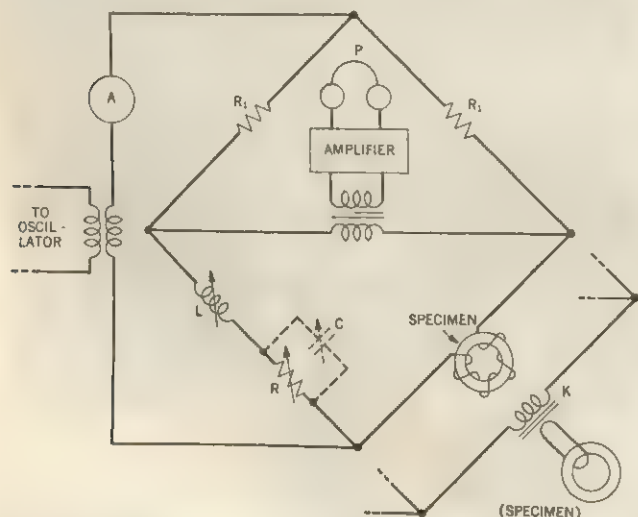 P
A
R₁
R₁
AMPLIFIER
TO
OSCIL-
LATOR
L
C
SPECIMEN
R
K
(SPECIMEN)